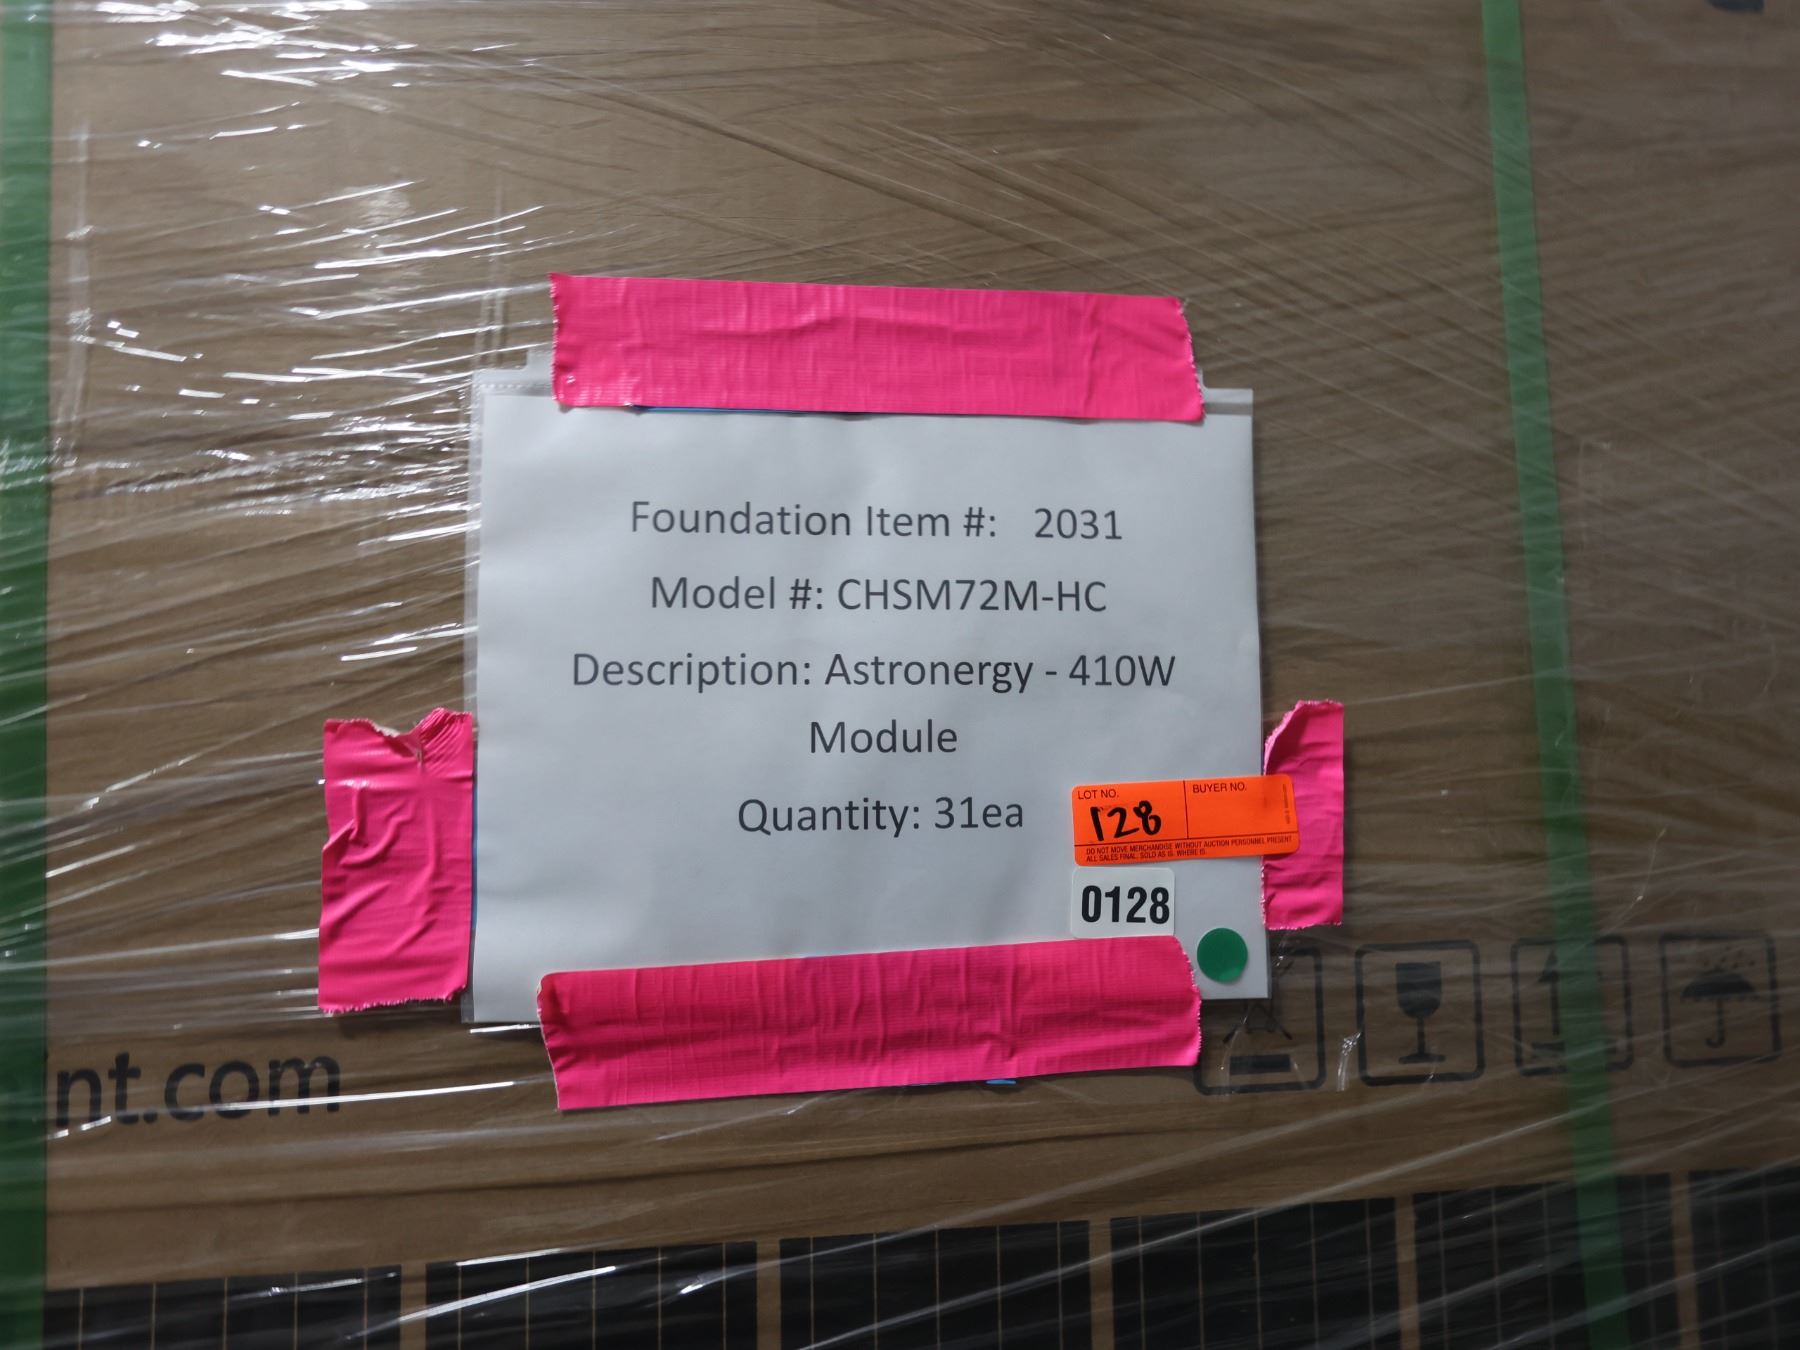 Foundation Item #: 2031
Model #: CHSM72M-HC
Description: Astronergy - 410W
Module
Quantity: 31ea
LOT NO.
128
BUYER NO.
DO NOT MOVE MERCHANDISE WITHOUT AUCTION PERSONNEL PRESENT
ALL SALES FINAL. SOLD AS IS. WHERE IS.
0128
int.com